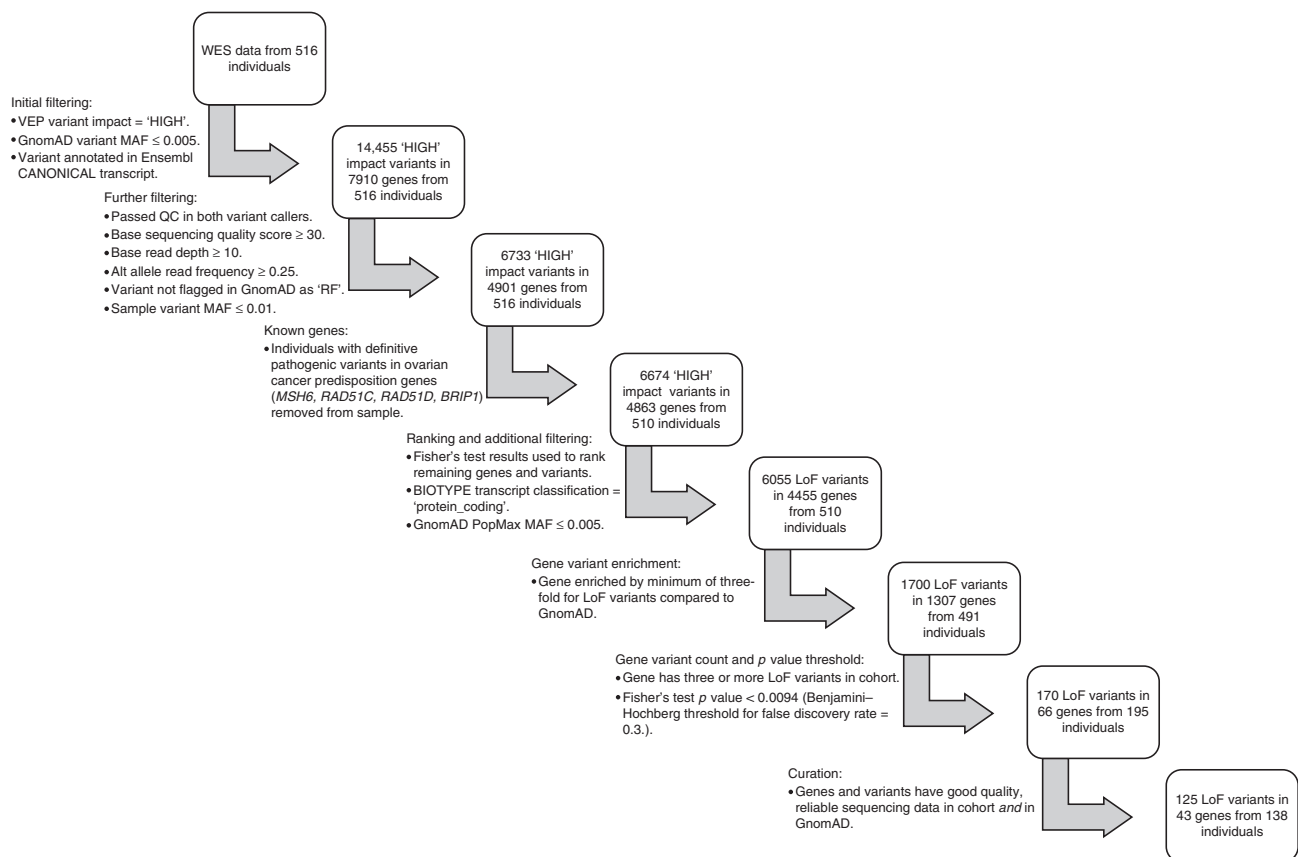 WES data from 516
individuals
Initial filtering:
•VEP variant impact = 'HIGH'.
•GnomAD variant MAF ≤ 0.005.
•Variant annotated in Ensembl
CANONICAL transcript.
14,455 'HIGH'
impact variants in
7910 genes from
516 individuals
Further filtering:
•Passed QC in both variant callers.
•Base sequencing quality score ≥ 30.
•Base read depth ≥ 10.
•Alt allele read frequency ≥ 0.25.
•Variant not flagged in GnomAD as 'RF'.
•Sample variant MAF ≤ 0.01.
6733 'HIGH'
impact variants in
4901 genes from
516 individuals
Known genes:
•Individuals with definitive
pathogenic variants in ovarian
cancer predisposition genes
(MSH6, RAD51C, RAD51D, BRIP1)
removed from sample.
6674 'HIGH'
impact variants in
4863 genes from
510 individuals
Ranking and additional filtering:
•Fisher's test results used to rank
remaining genes and variants.
•BIOTYPE transcript classification =
'protein_coding'.
•GnomAD PopMax MAF ≤ 0.005.
6055 LoF variants
in 4455 genes
from 510
individuals
Gene variant enrichment:
•Gene enriched by minimum of three-
fold for LoF variants compared to
GnomAD.
1700 LoF variants
in 1307 genes
from 491
individuals
Gene variant count and p value threshold:
•Gene has three or more LoF variants in cohort.
•Fisher's test p value < 0.0094 (Benjamini–
Hochberg threshold for false discovery rate =
0.3.).
170 LoF variants in
66 genes from 195
individuals
Curation:
•Genes and variants have good quality,
reliable sequencing data in cohort and in
GnomAD.
125 LoF variants in
43 genes from 138
individuals